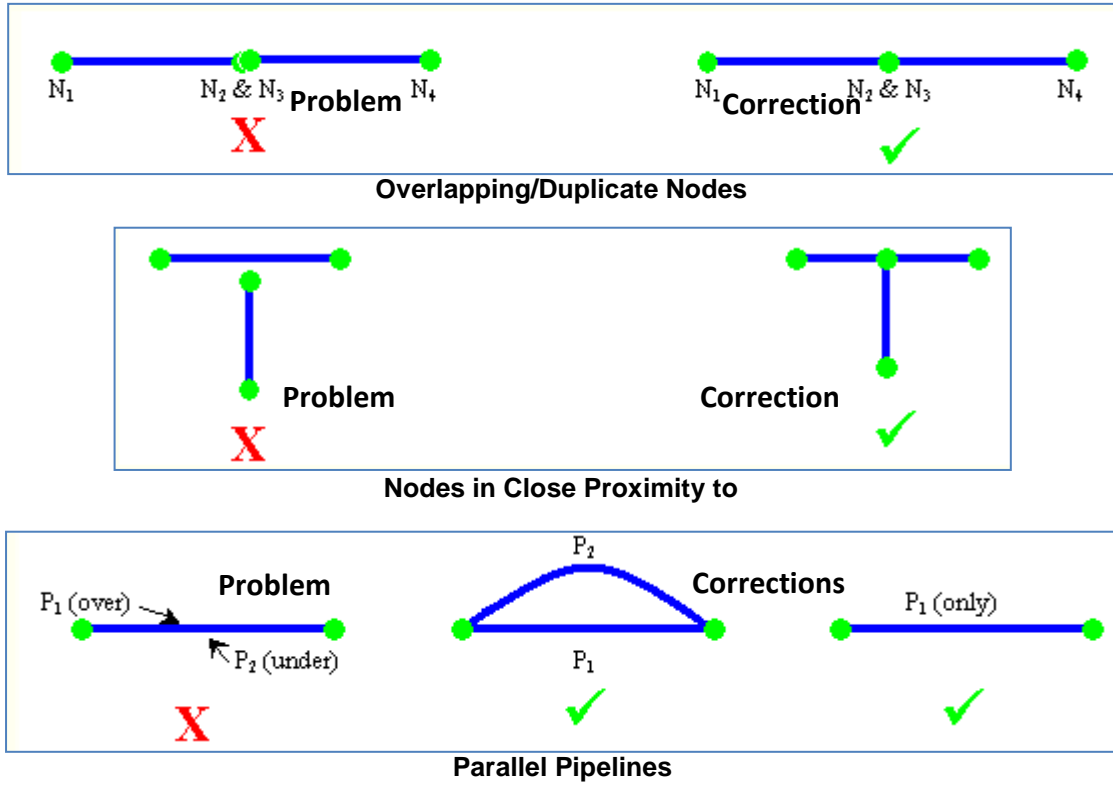 N₁ N₂ & N₃ Problem N₄ N₁ Correction N₂ & N₃ N₄
X
Overlapping/Duplicate Nodes
Problem Correction
X
Nodes in Close Proximity to
P₂
Problem Corrections
P₁ (over) P₁ (only)
P₂ (under) P₁
X
Parallel Pipelines